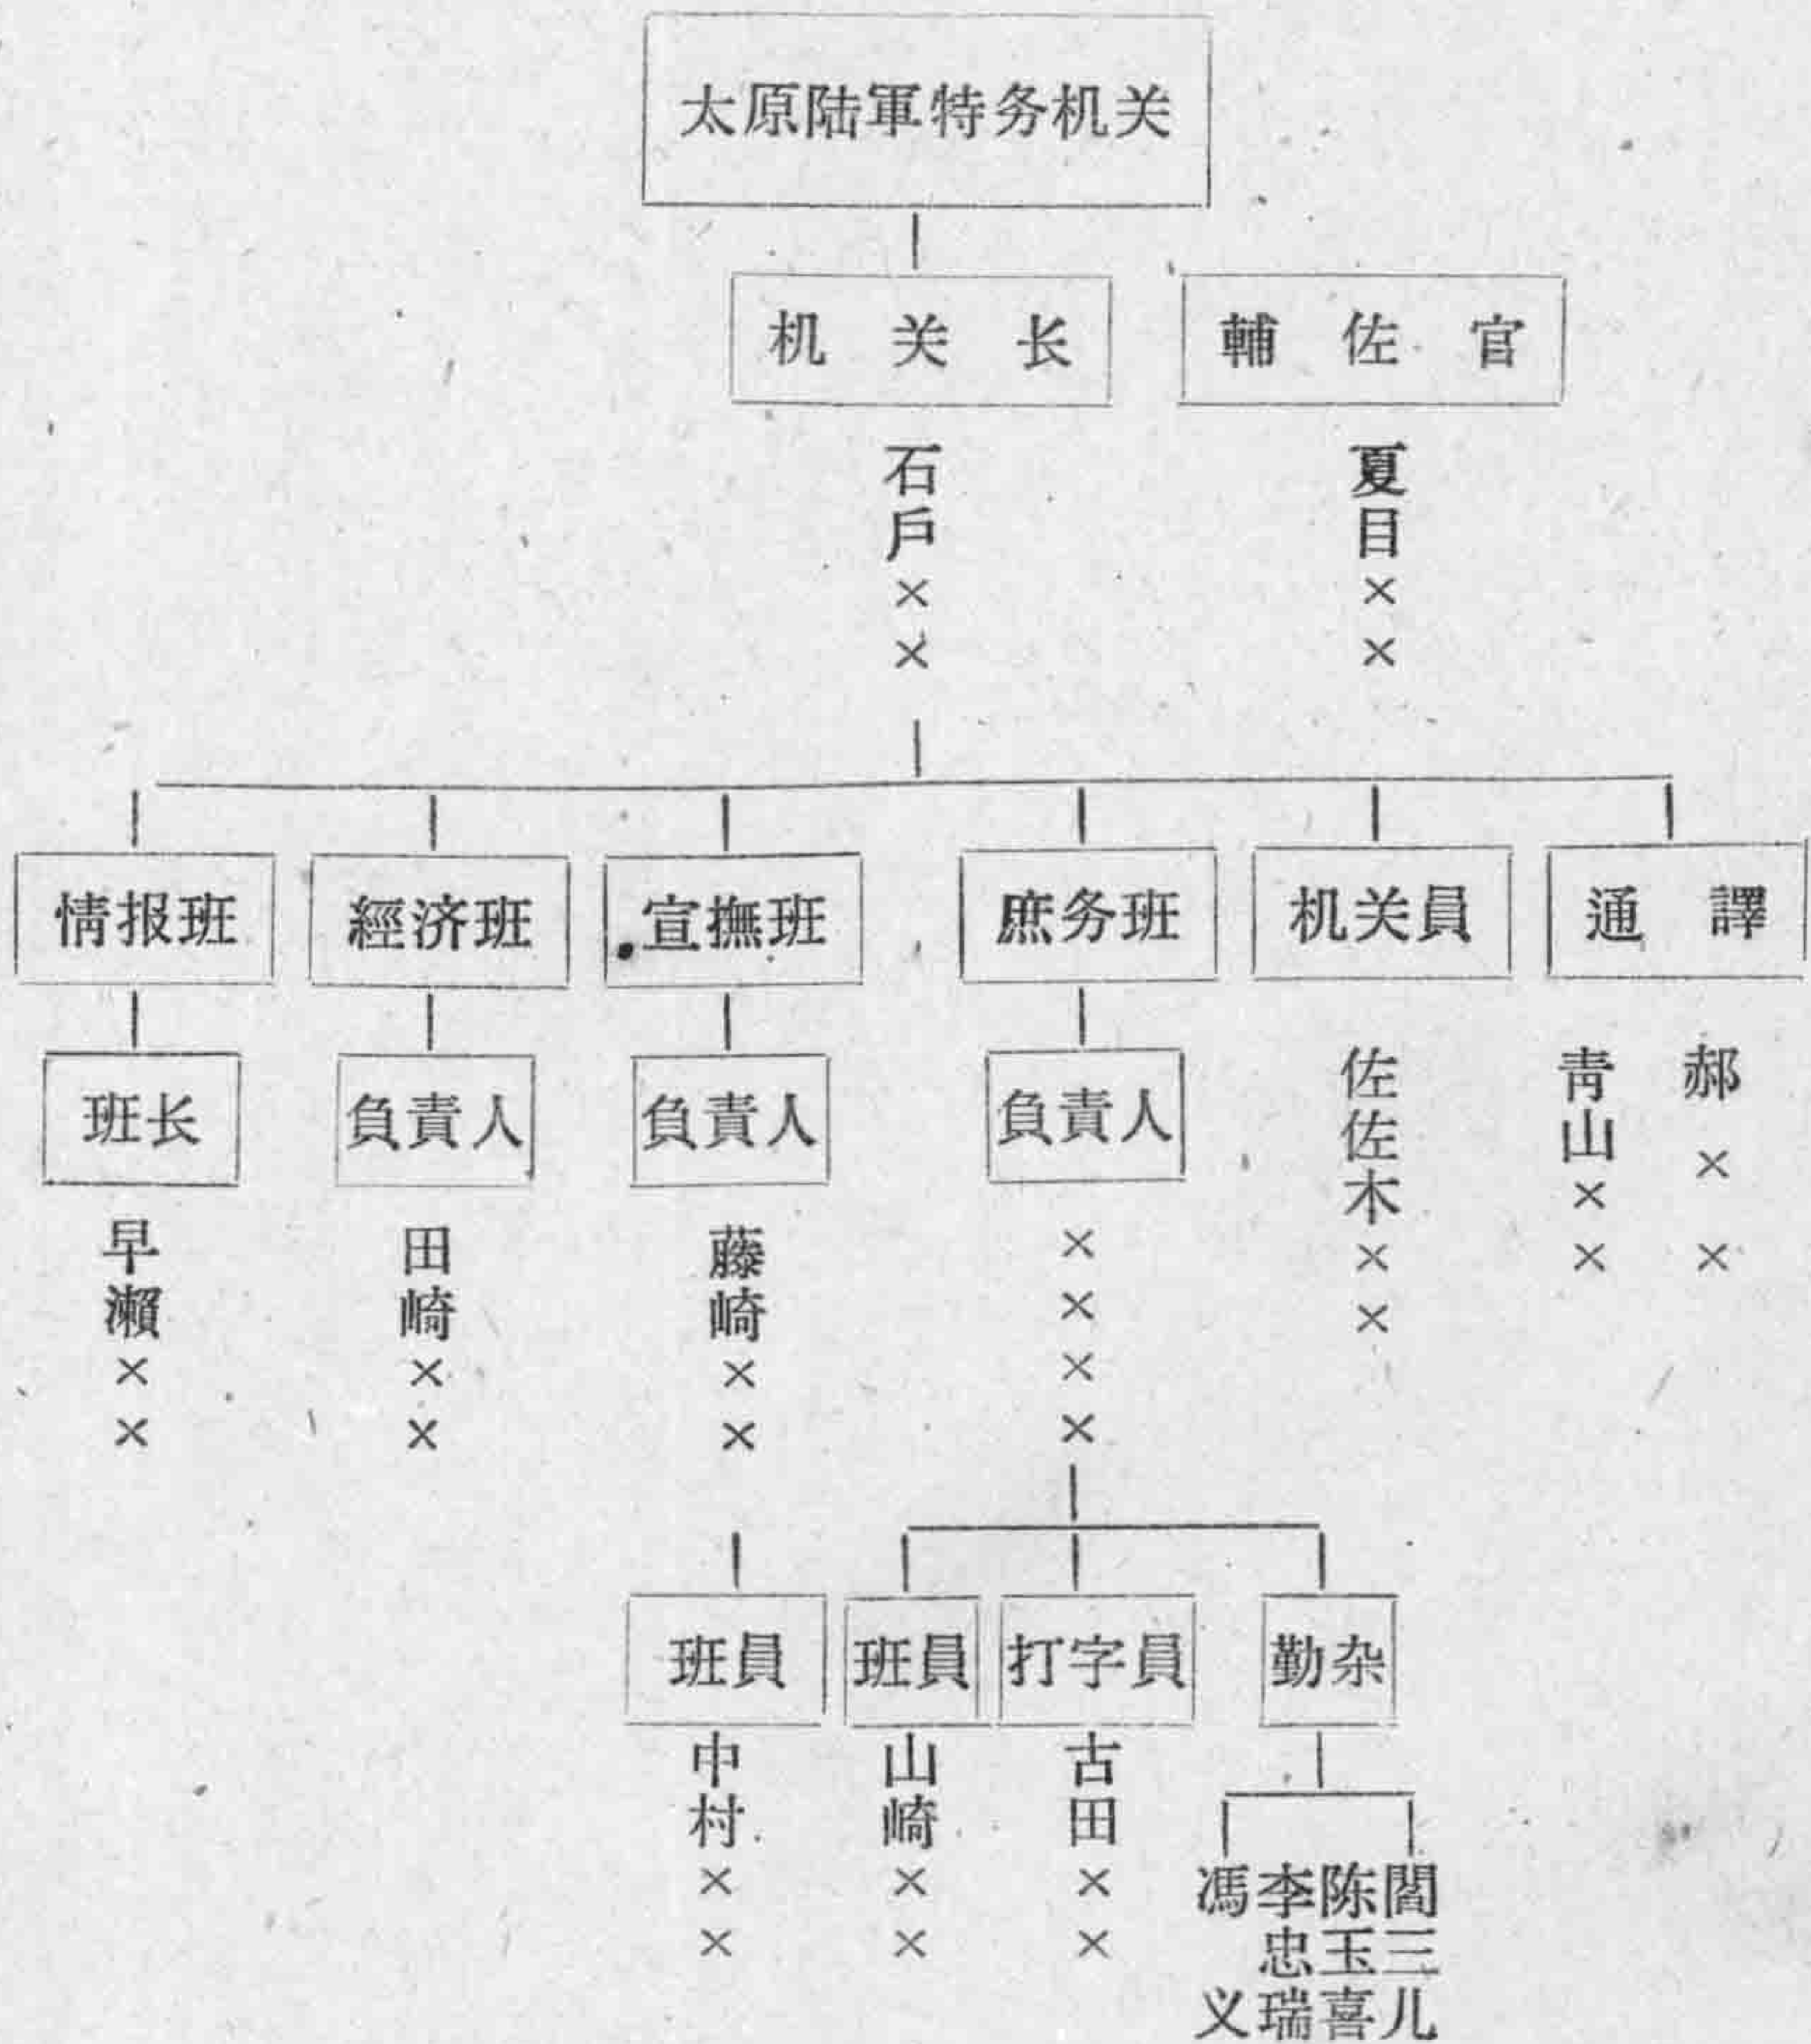 太原陆軍特务机关
机关长
輔佐官
石戶××
夏目××
情报班
經济班
宣撫班
庶务班
机关員
通譯
班长
負責人
負責人
負責人
佐佐木××
青山××
郝××
早瀨××
田崎××
藤崎××
××××
班員
班員
打字員
勤杂
中村××
山崎××
古田××
馮义
李忠瑞
陈玉喜
閻三儿